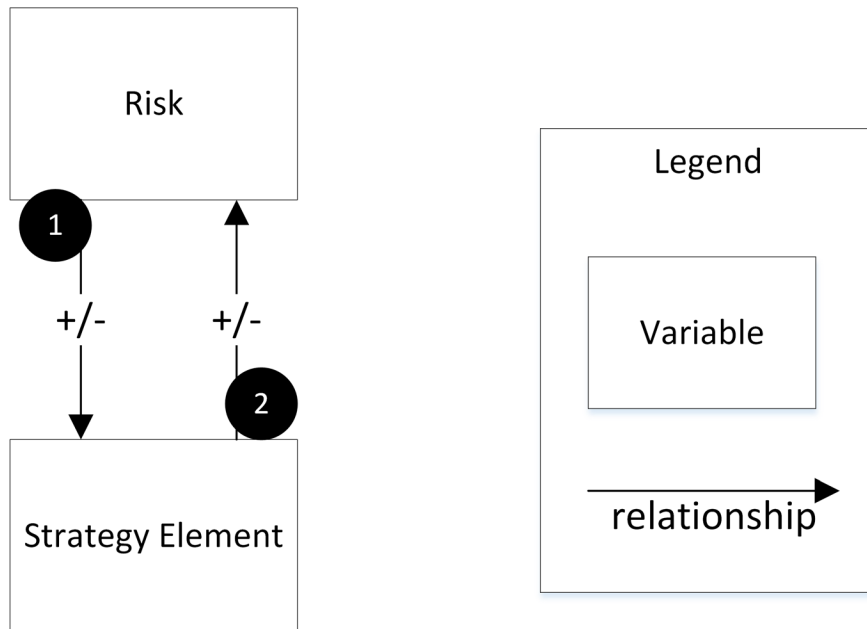 Risk
1
+/- +/-
2
Strategy Element
Legend
Variable
relationship